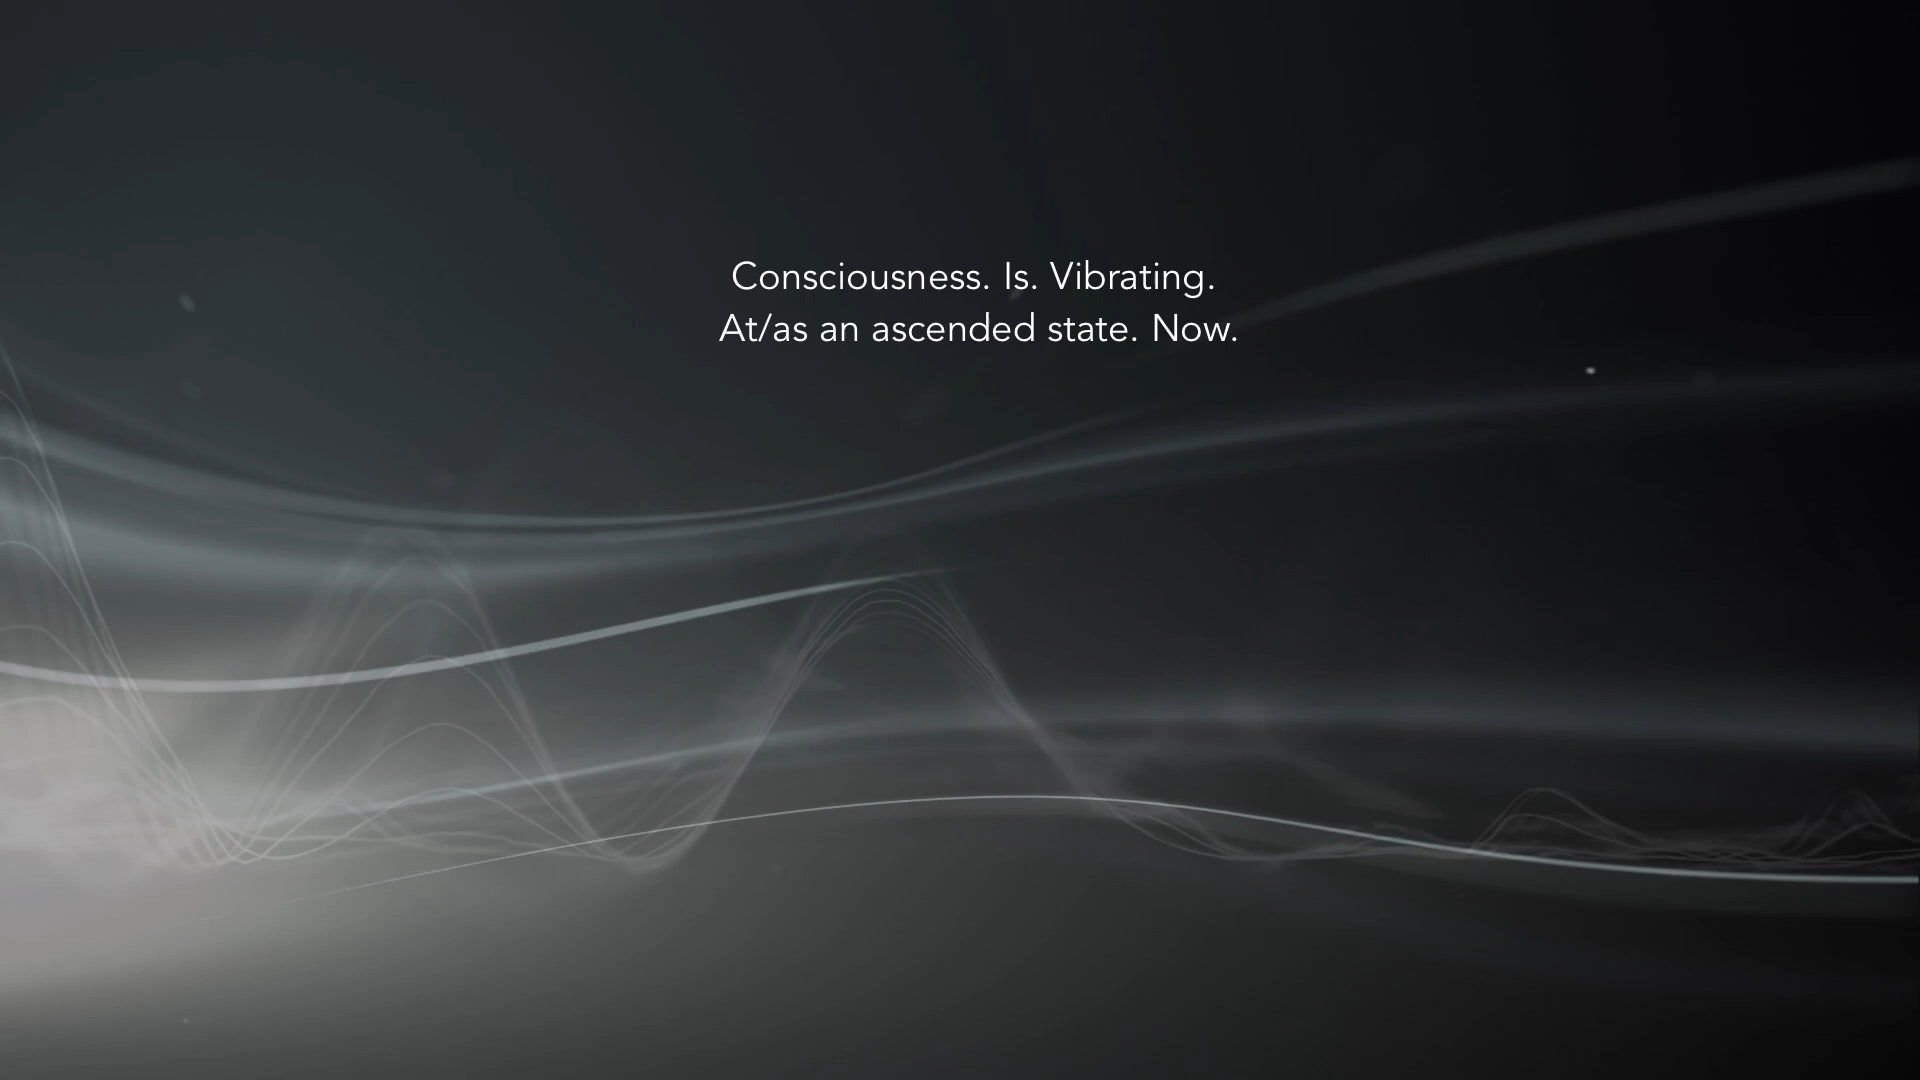 Consciousness. Is. Vibrating.
At/as an ascended state. Now.